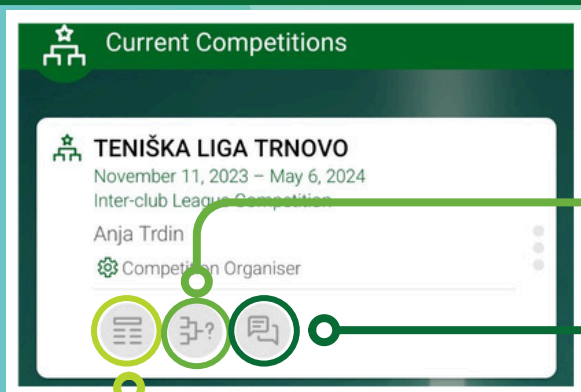 Current Competitions
TENIŠKA LIGA TRNOVO
November 11, 2023 – May 6, 2024
Inter-club League Competition
Anja Trdin
Competition Organiser
?